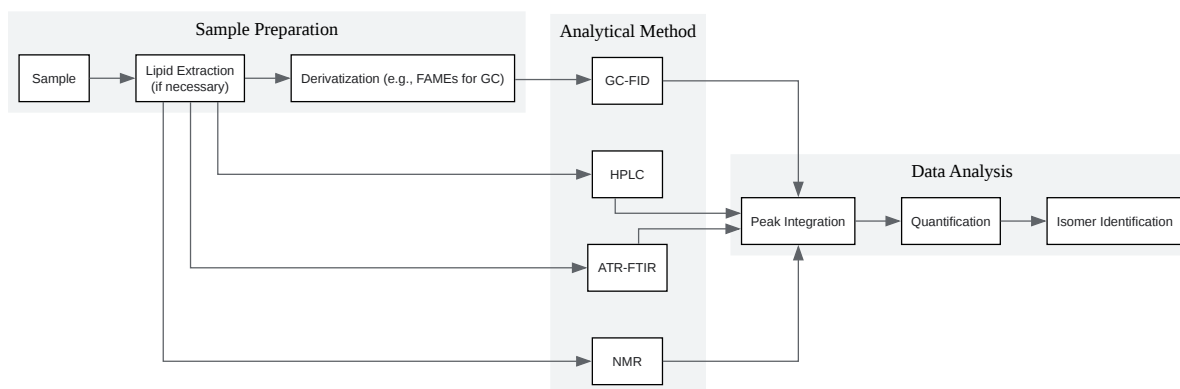 Sample Preparation
Sample
Lipid Extraction
(if necessary)
Derivatization (e.g., FAMEs for GC)
Analytical Method
GC-FID
HPLC
ATR-FTIR
NMR
Data Analysis
Peak Integration
Quantification
Isomer Identification